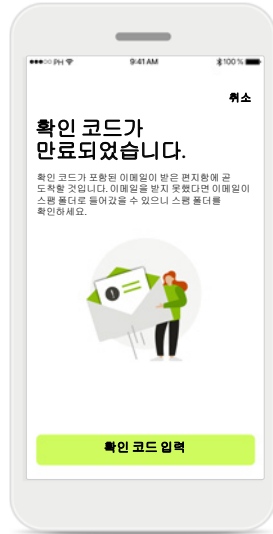 ●●●○○ PH 9:41 AM 100 %
취소
확인 코드가
만료되었습니다.
확인 코드가 포함된 이메일이 받은 편지함에 곧
도착할 것입니다. 이메일을 받지 못했다면 이메일이
스팸 폴더로 들어갔을 수 있으니 스팸 폴더를
확인하세요.
확인 코드 입력